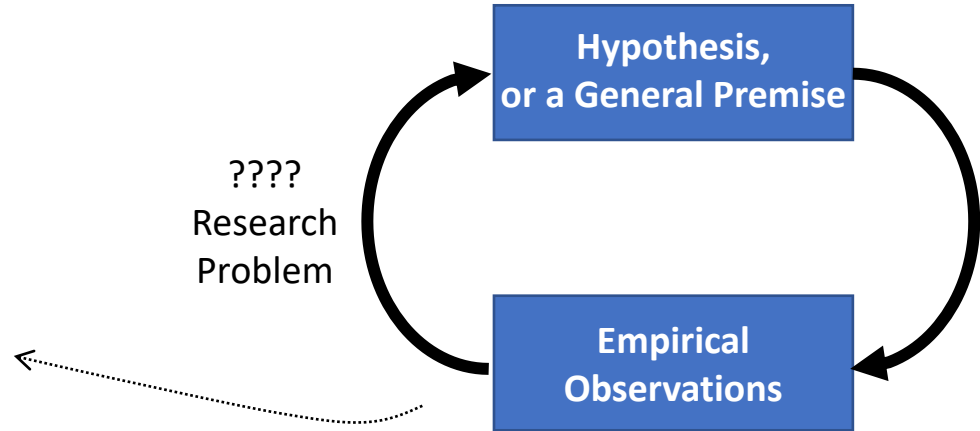 Hypothesis,
or a General Premise
????
Research
Problem
Empirical
Observations